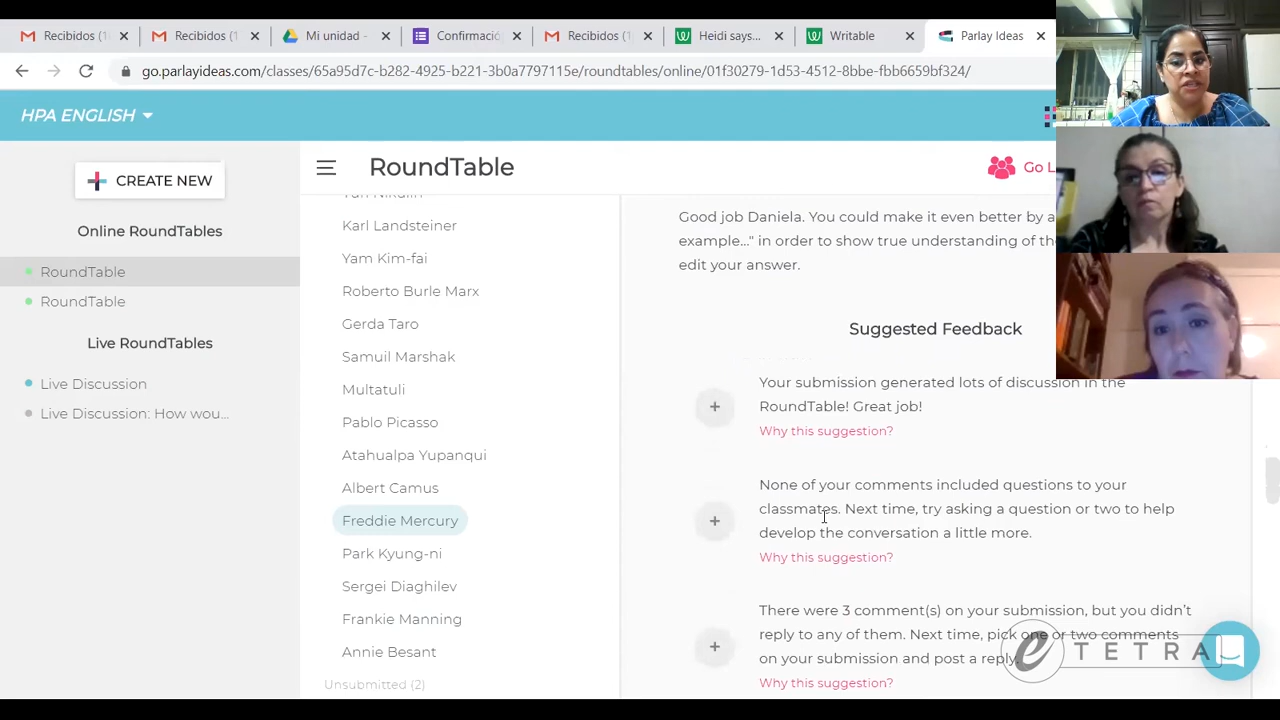 Recibidos (1
Recibidos (1
Mi unidad -
Confirmac
Recibidos (1
Heidi says...
Writable
Parlay Ideas
go.parlayideas.com/classes/65a95d7c-b282-4925-b221-3b0a7797115e/roundtables/online/01f30279-1d53-4512-8bbe-fbb6659bf324/
HPA ENGLISH
CREATE NEW
Online RoundTables
RoundTable
RoundTable
Live RoundTables
Live Discussion
Live Discussion: How wou...
RoundTable
Go L
Karl Landsteiner
Yam Kim-fai
Roberto Burle Marx
Gerda Taro
Samuil Marshak
Multatuli
Pablo Picasso
Atahualpa Yupanqui
Albert Camus
Freddie Mercury
Park Kyung-ni
Sergei Diaghilev
Frankie Manning
Annie Besant
Unsubmitted (2)
Good job Daniela. You could make it even better by a
example..." in order to show true understanding of the
edit your answer.
Suggested Feedback
Your submission generated lots of discussion in the
RoundTable! Great job!
Why this suggestion?
None of your comments included questions to your
classmates. Next time, try asking a question or two to help
develop the conversation a little more.
Why this suggestion?
There were 3 comment(s) on your submission, but you didn't
reply to any of them. Next time, pick one or two comments
on your submission and post a reply.
Why this suggestion?
e TETRA